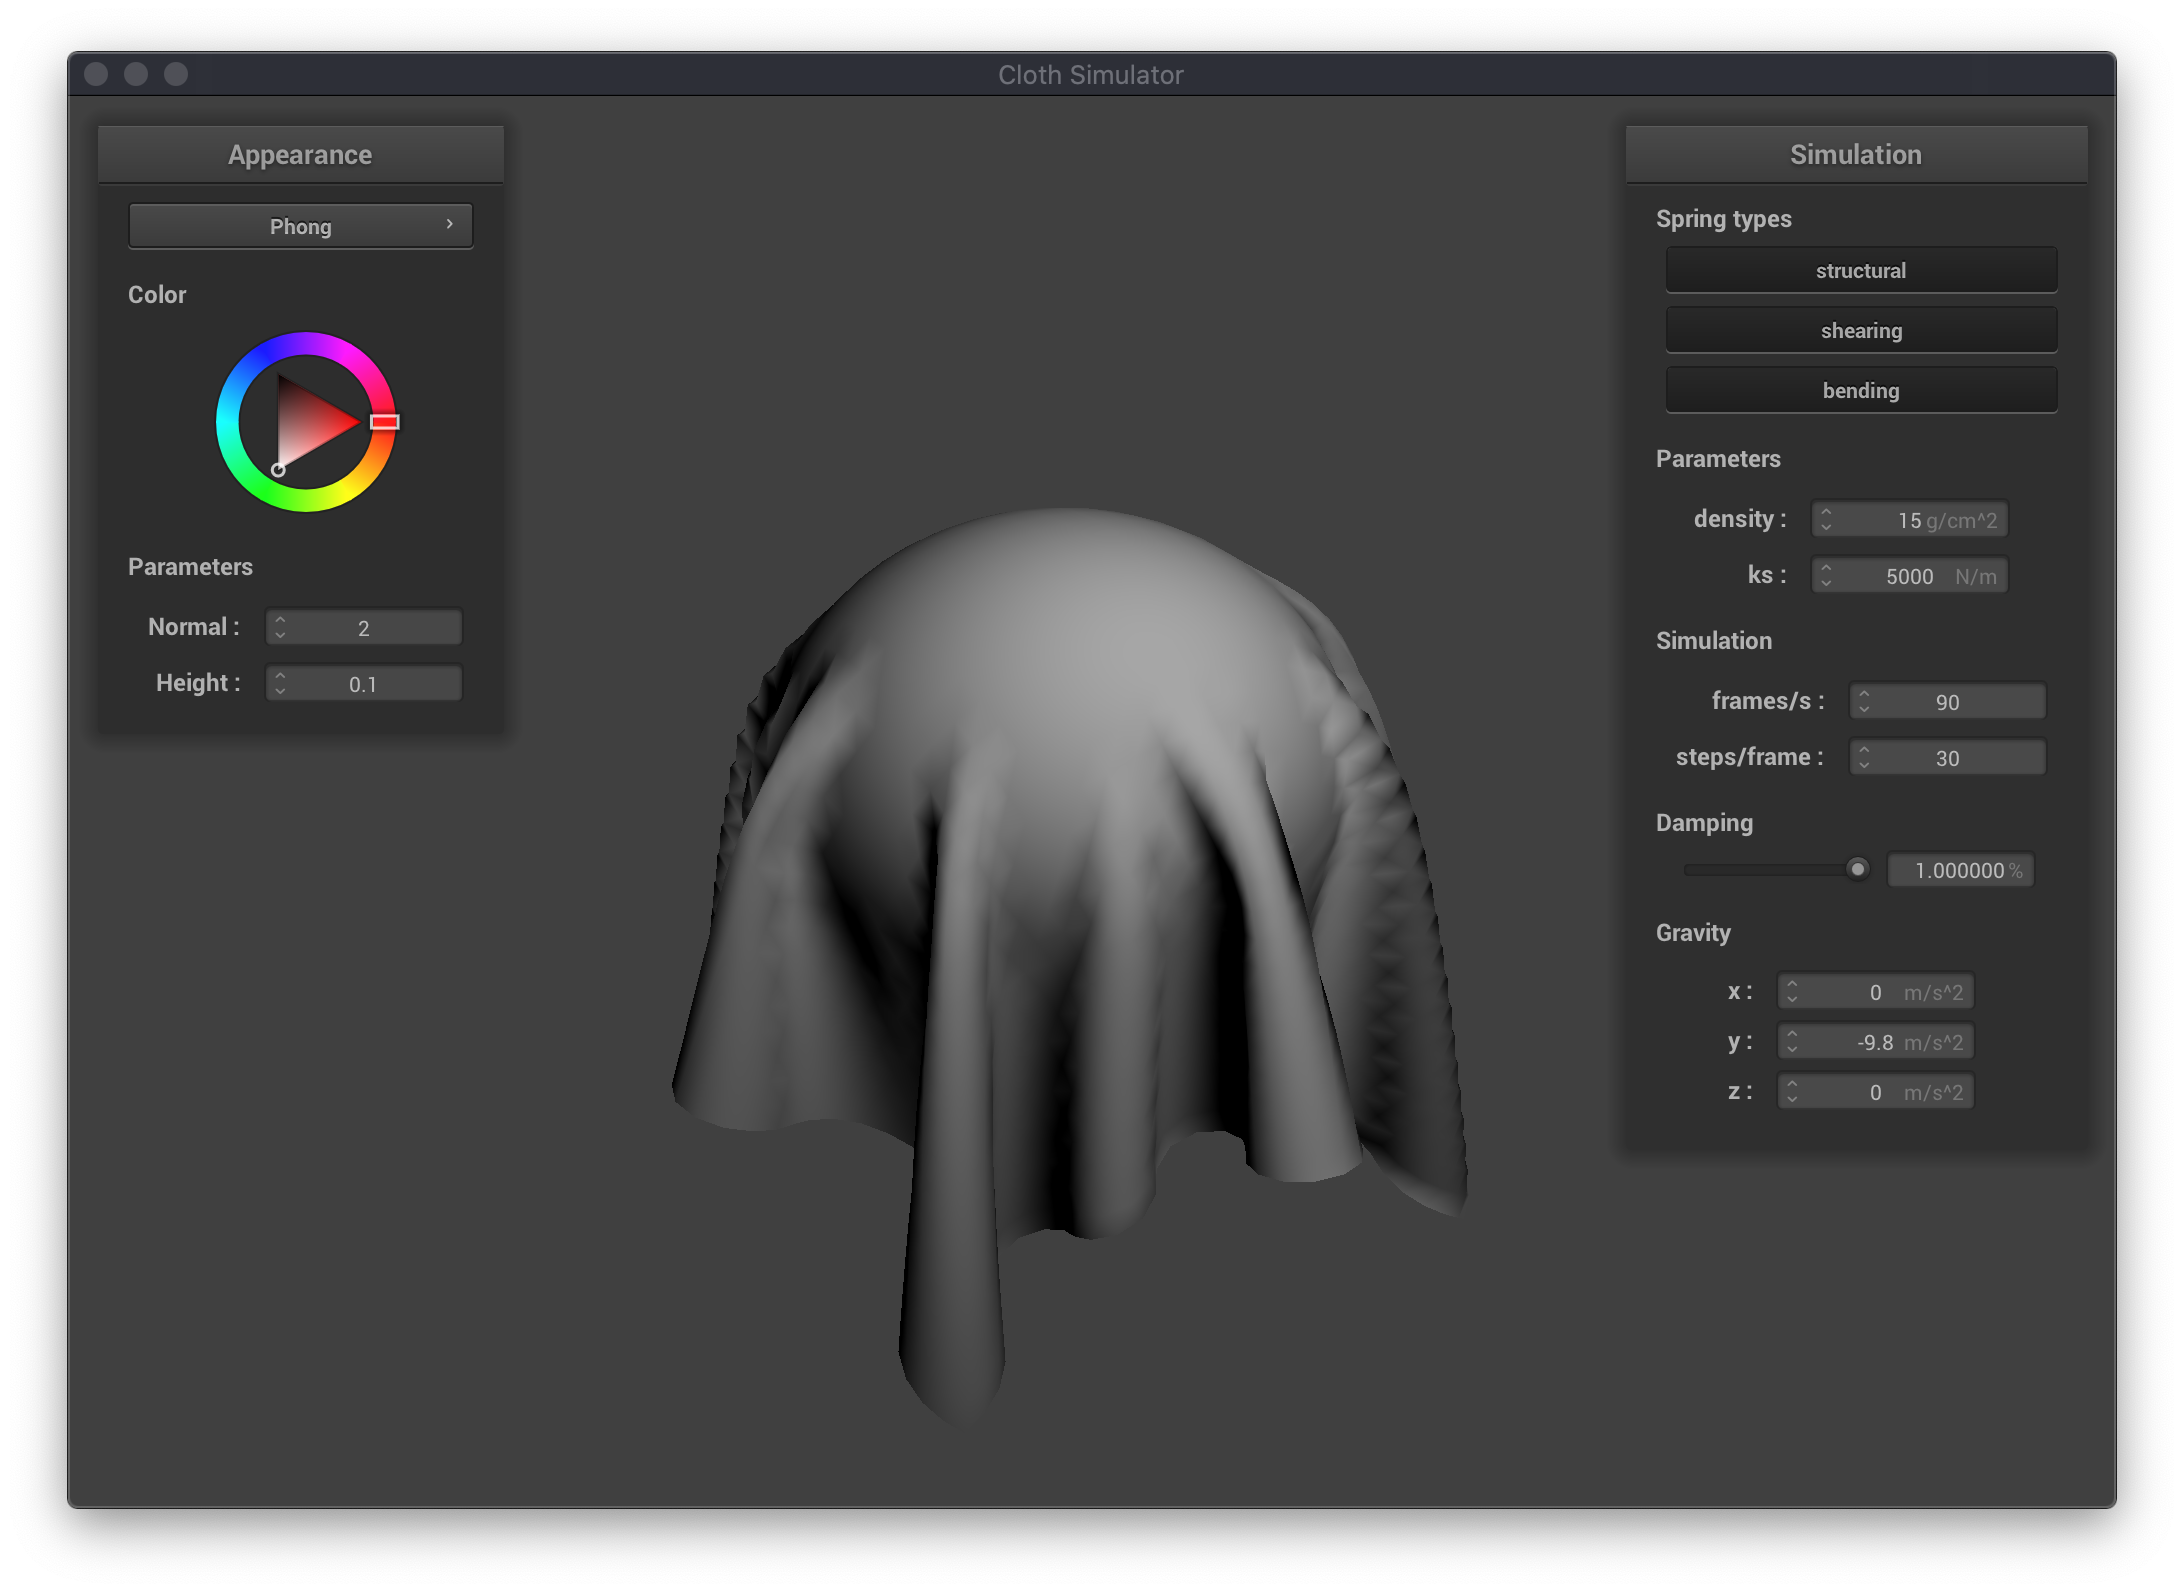 Cloth Simulator
Appearance
Phong
Color
Parameters
Normal : 2
Height : 0.1
Simulation
Spring types
structural
shearing
bending
Parameters
density : 15 g/cm^2
ks : 5000 N/m
Simulation
frames/s : 90
steps/frame : 30
Damping
1.000000 %
Gravity
x : 0 m/s^2
y : -9.8 m/s^2
z : 0 m/s^2